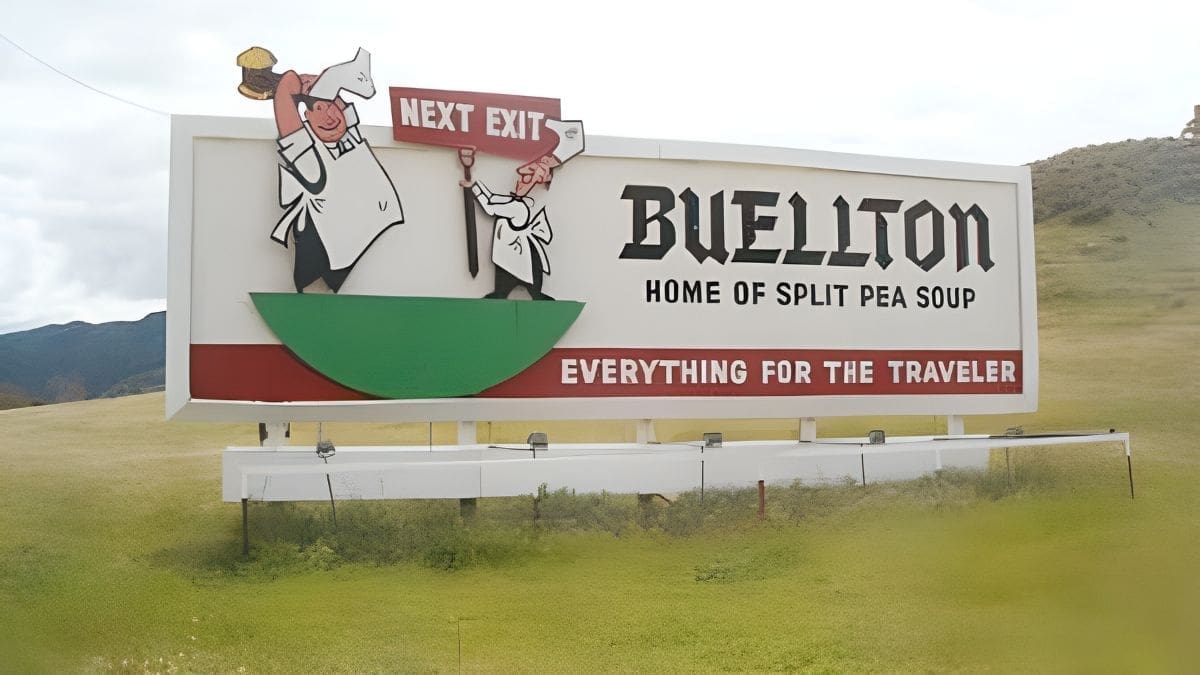 NEXT EXIT
BUELLTON
HOME OF SPLIT PEA SOUP
EVERYTHING FOR THE TRAVELER